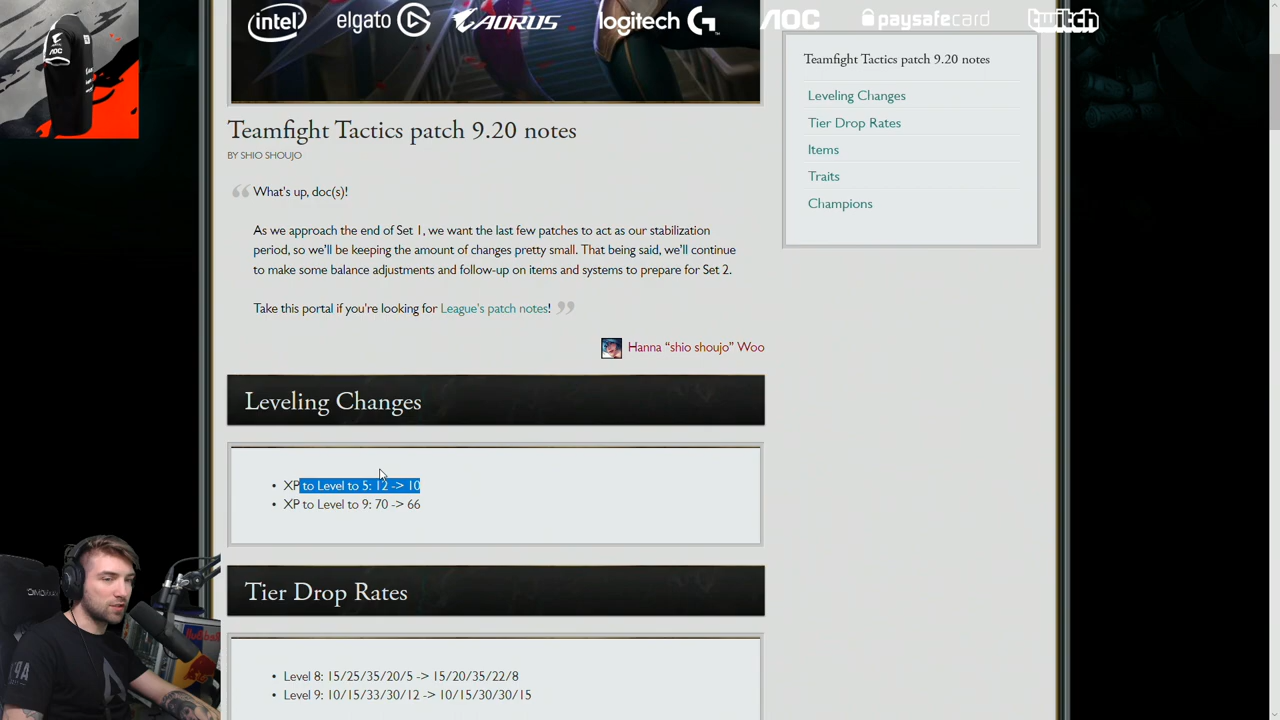 intel
elgato
AORUS
logitech G
AOC
paysafecard
twitch
Teamfight Tactics patch 9.20 notes
Leveling Changes
Tier Drop Rates
Items
Traits
Champions
Teamfight Tactics patch 9.20 notes
BY SHIO SHOUJO
What's up, doc(s)!
As we approach the end of Set 1, we want the last few patches to act as our stabilization
period, so we'll be keeping the amount of changes pretty small. That being said, we'll continue
to make some balance adjustments and follow-up on items and systems to prepare for Set 2.
Take this portal if you're looking for League's patch notes!
Hanna “shio shoujo” Woo
Leveling Changes
• XP to Level to 5: 12 -> 10
• XP to Level to 9: 70 -> 66
Tier Drop Rates
• Level 8: 15/25/35/20/5 -> 15/20/35/22/8
• Level 9: 10/15/33/30/12 -> 10/15/30/30/15